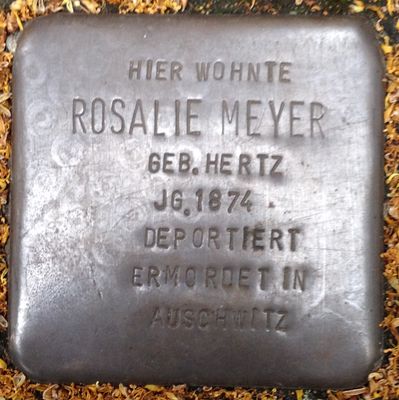 HIER WOHNTE
ROSALIE MEYER
GEB. HERTZ
JG. 1874
DEPORTIERT
ERMORDET IN
AUSCHWITZ